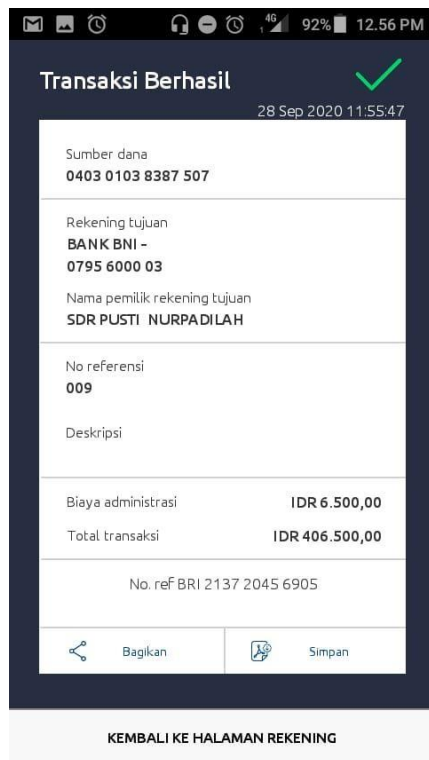 4G
1
92% 12.56 PM
Transaksi Berhasil
28 Sep 2020 11:55:47
Sumber dana
0403 0103 8387 507
Rekening tujuan
BANK BNI -
0795 6000 03
Nama pemilik rekening tujuan
SDR PUSTI NURPADILAH
No referensi
009
Deskripsi
Biaya administrasi IDR 6.500,00
Total transaksi IDR 406.500,00
No. ref BRI 2137 2045 6905
Bagikan Simpan
KEMBALI KE HALAMAN REKENING